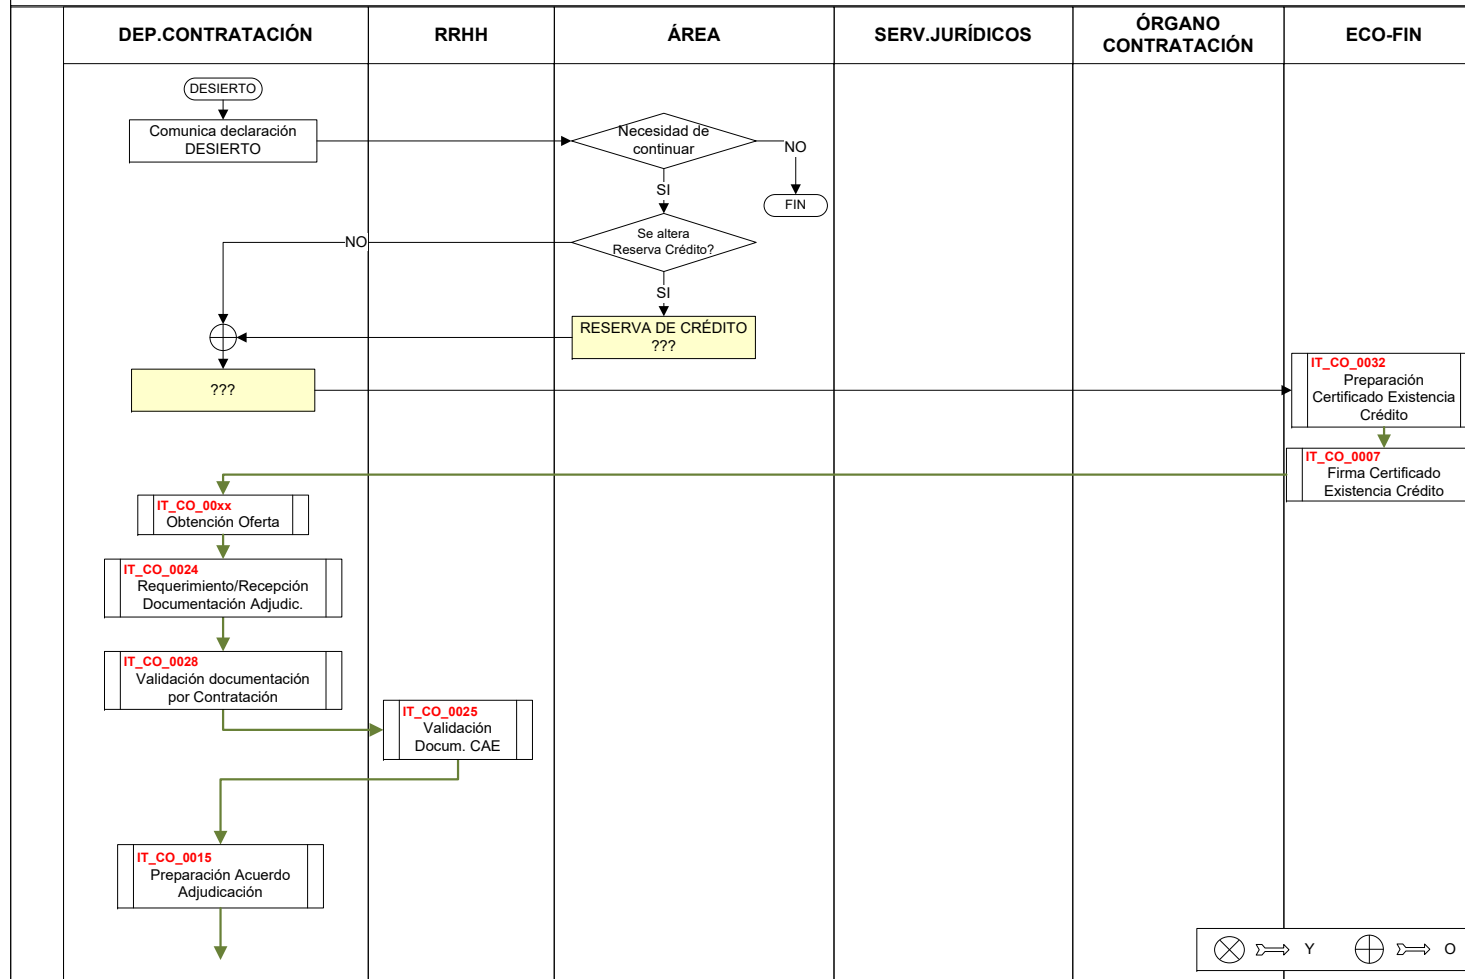 DEP.CONTRATACIÓN
RRHH
ÁREA
SERV.JURÍDICOS
ÓRGANO
CONTRATACIÓN
ECO-FIN
DESIERTO
Comunica declaración
DESIERTO
Necesidad de
continuar
NO
SI
FIN
Se altera
Reserva Crédito?
NO
SI
RESERVA DE CRÉDITO
???
???
IT_CO_0032
Preparación
Certificado Existencia
Crédito
IT_CO_0007
Firma Certificado
Existencia Crédito
IT_CO_00xx
Obtención Oferta
IT_CO_0024
Requerimiento/Recepción
Documentación Adjudic.
IT_CO_0028
Validación documentación
por Contratación
IT_CO_0025
Validación
Docum. CAE
IT_CO_0015
Preparación Acuerdo
Adjudicación
Y
O